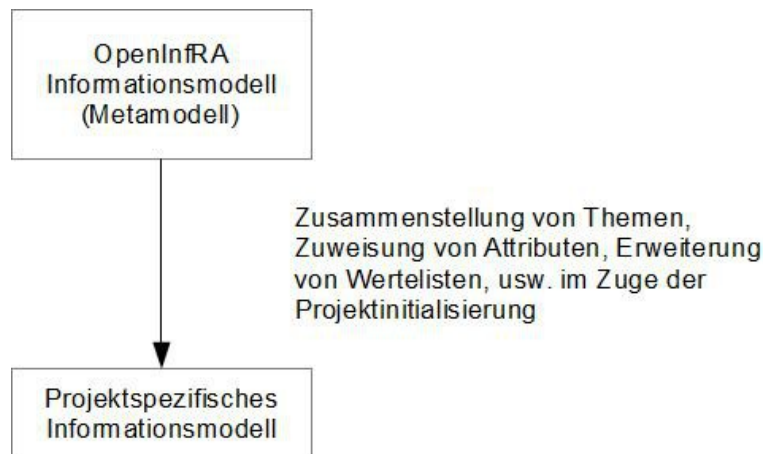 OpenInfRA
Informationsmodell
(Metamodell)
Zusammenstellung von Themen,
Zuweisung von Attributen, Erweiterung
von Wertelisten, usw. im Zuge der
Projektinitialisierung
Projektspezifisches
Informationsmodell